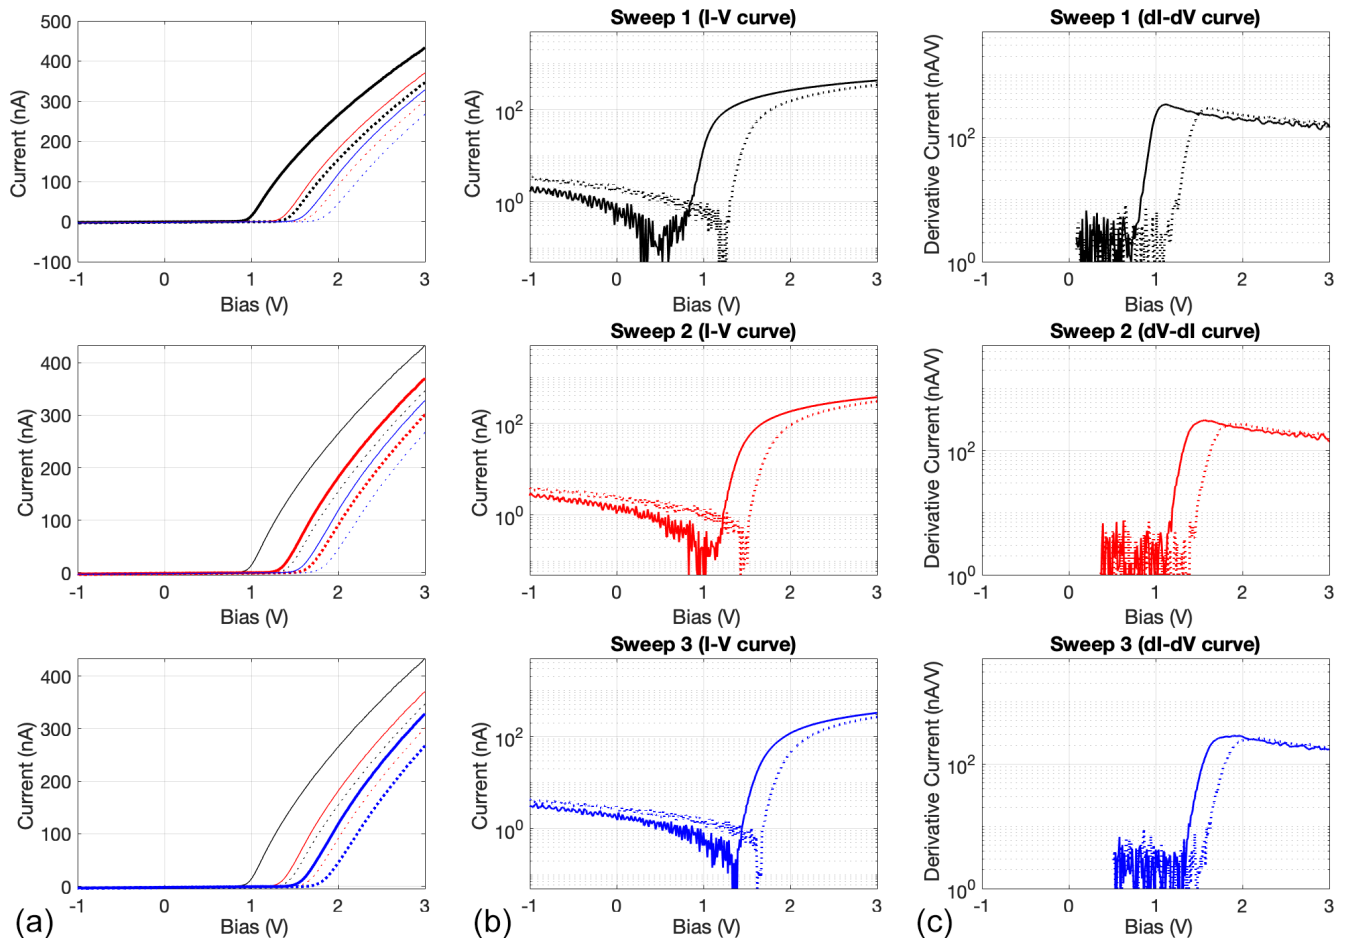 Sweep 1 (I-V curve)
Sweep 1 (dI-dV curve)
500
400
300
200
100
0
-100
Current (nA)
-1 0 1 2 3
Bias (V)
10^2
10^0
Current (nA)
-1 0 1 2 3
Bias (V)
10^2
10^0
Derivative Current (nA/V)
-1 0 1 2 3
Bias (V)
Sweep 2 (I-V curve)
Sweep 2 (dV-dI curve)
400
300
200
100
0
Current (nA)
-1 0 1 2 3
Bias (V)
10^2
10^0
Current (nA)
-1 0 1 2 3
Bias (V)
10^2
10^0
Derivative Current (nA/V)
-1 0 1 2 3
Bias (V)
Sweep 3 (I-V curve)
Sweep 3 (dI-dV curve)
400
300
200
100
0
Current (nA)
-1 0 1 2 3
Bias (V)
10^2
10^0
Current (nA)
-1 0 1 2 3
Bias (V)
10^2
10^0
Derivative Current (nA/V)
-1 0 1 2 3
Bias (V)
(a)
(b)
(c)